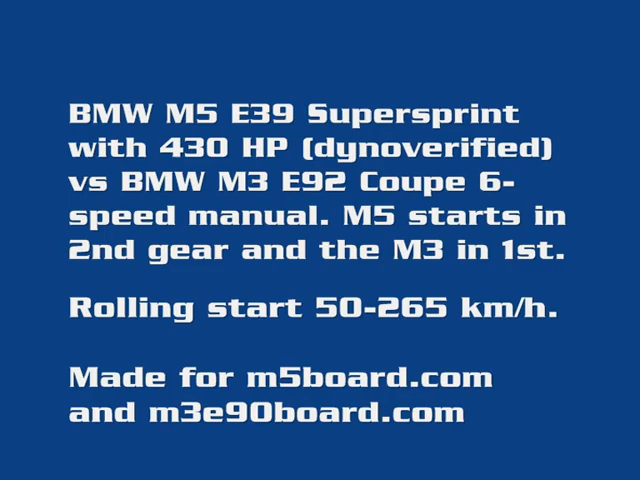 BMW M5 E39 Supersprint
with 430 HP (dynoverified)
vs BMW M3 E92 Coupe 6-
speed manual. M5 starts in
2nd gear and the M3 in 1st.
Rolling start 50-265 km/h.
Made for m5board.com
and m3e90board.com